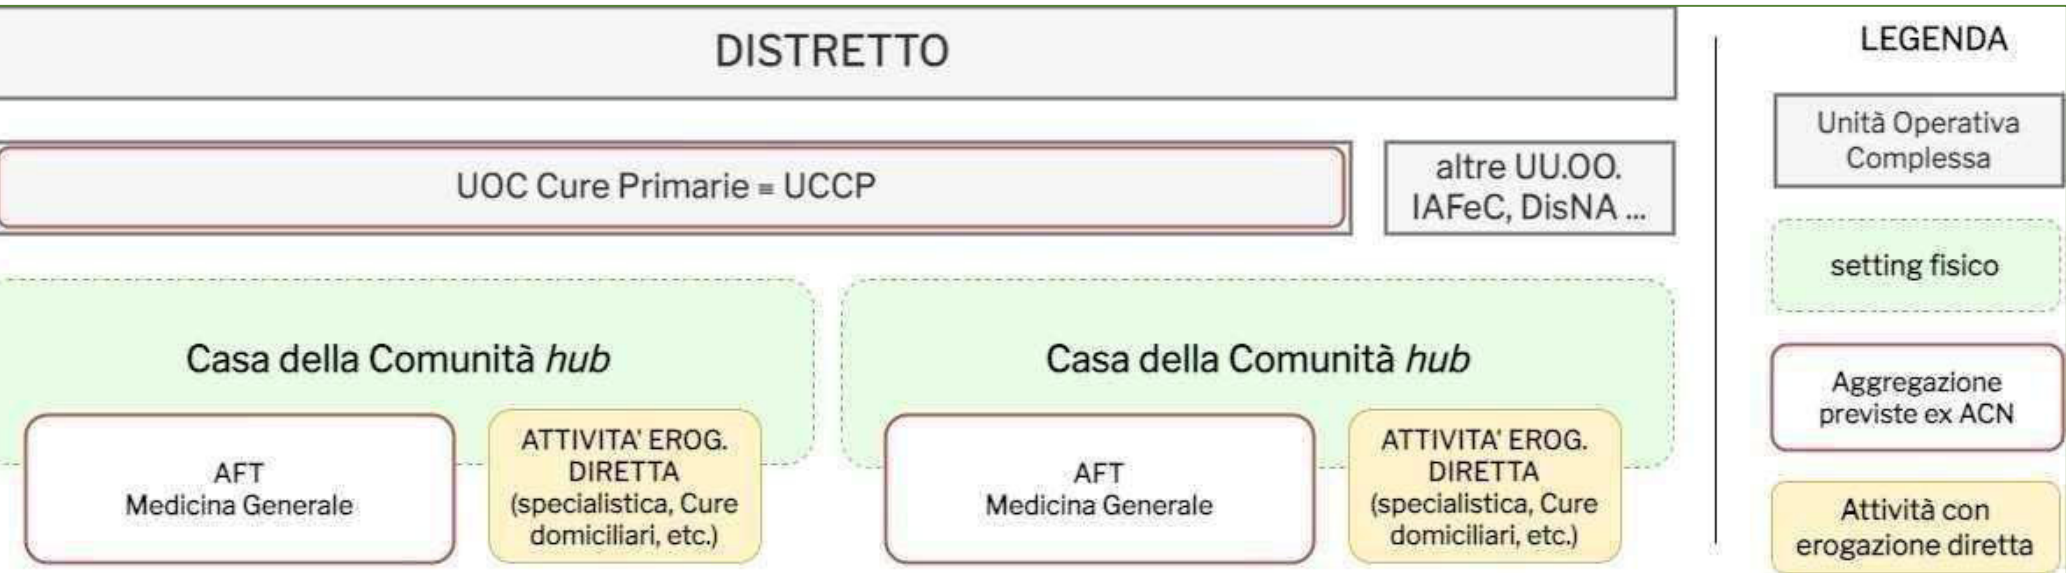 DISTRETTO
UOC Cure Primarie ≡ UCCP
altre UU.OO.
IAFeC, DisNA ...
Casa della Comunità hub
AFT
Medicina Generale
ATTIVITA' EROG.
DIRETTA
(specialistica, Cure
domiciliari, etc.)
Casa della Comunità hub
AFT
Medicina Generale
ATTIVITA' EROG.
DIRETTA
(specialistica, Cure
domiciliari, etc.)
LEGENDA
Unità Operativa
Complessa
setting fisico
Aggregazione
previste ex ACN
Attività con
erogazione diretta